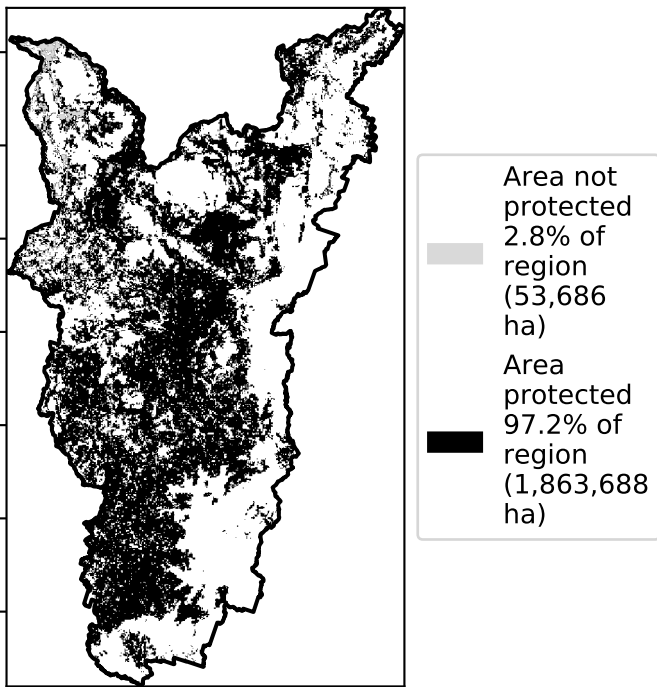 Area not
protected
2.8% of
region
(53,686
ha)
Area
protected
97.2% of
region
(1,863,688
ha)